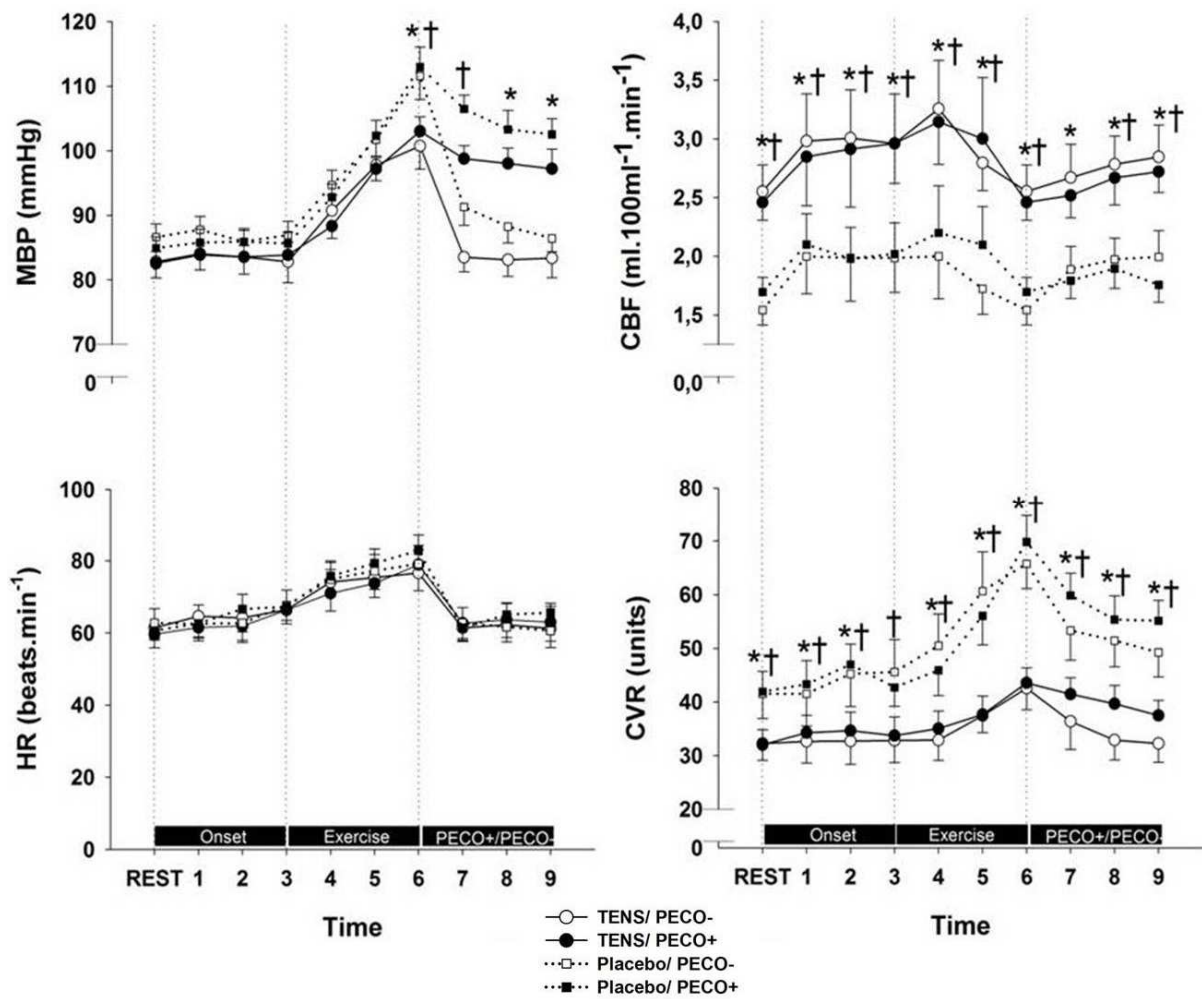 120
110
100
90
80
70
0
MBP (mmHg)
*† † * *
4,0
3,5
3,0
2,5
2,0
1,5
0,0
CBF (ml.100ml-1.min-1)
*† *† *† *† *† *† *† * *† *†
100
80
60
40
20
0
HR (beats.min-1)
Onset Exercise PECO+/PECO-
REST 1 2 3 4 5 6 7 8 9
Time
80
70
60
50
40
30
20
0
CVR (units)
*† *† *† † *† *† *† *† *† *†
Onset Exercise PECO+/PECO-
REST 1 2 3 4 5 6 7 8 9
Time
TENS/ PECO-
TENS/ PECO+
Placebo/ PECO-
Placebo/ PECO+